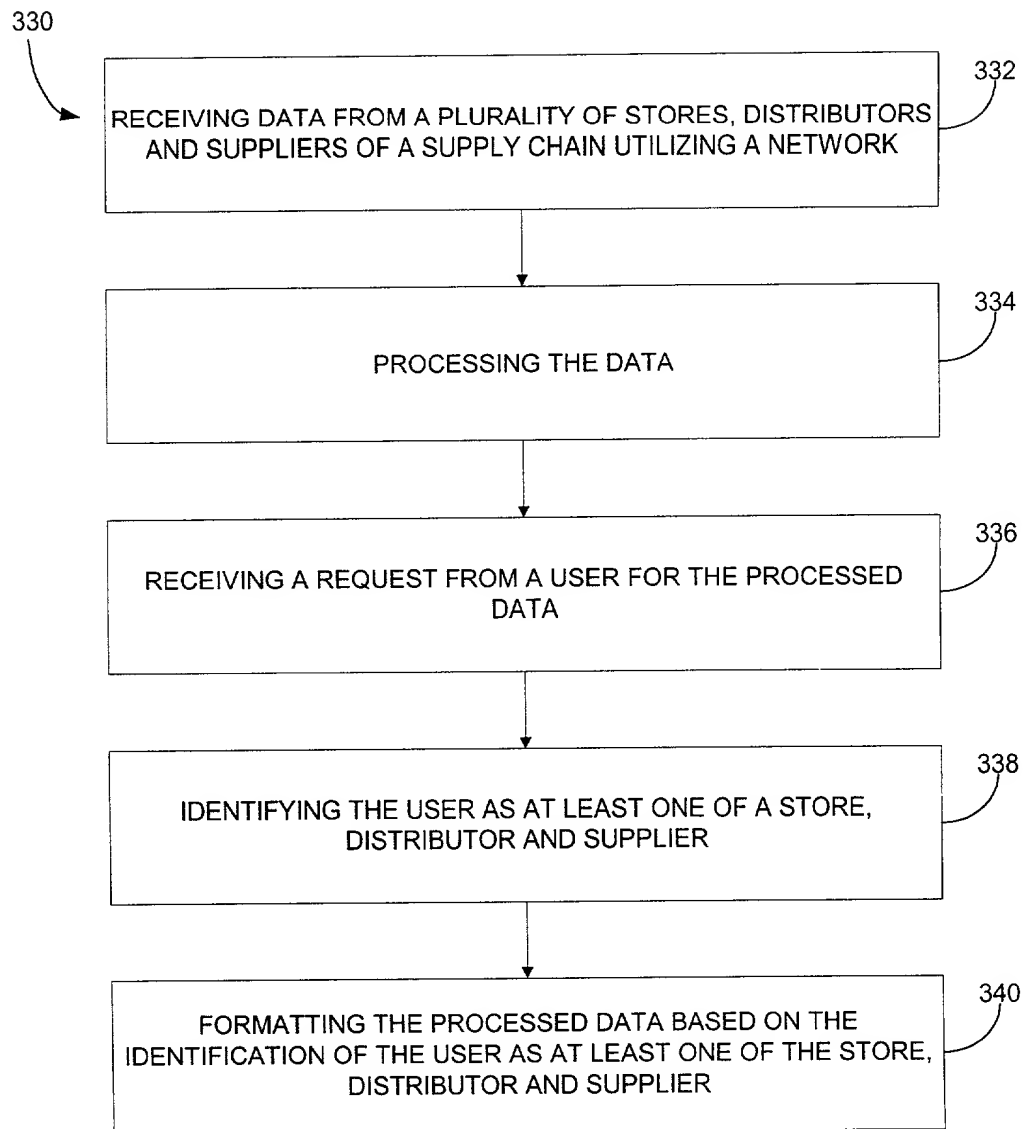 330
332
RECEIVING DATA FROM A PLURALITY OF STORES, DISTRIBUTORS
AND SUPPLIERS OF A SUPPLY CHAIN UTILIZING A NETWORK
334
PROCESSING THE DATA
336
RECEIVING A REQUEST FROM A USER FOR THE PROCESSED
DATA
338
IDENTIFYING THE USER AS AT LEAST ONE OF A STORE,
DISTRIBUTOR AND SUPPLIER
340
FORMATTING THE PROCESSED DATA BASED ON THE
IDENTIFICATION OF THE USER AS AT LEAST ONE OF THE STORE,
DISTRIBUTOR AND SUPPLIER